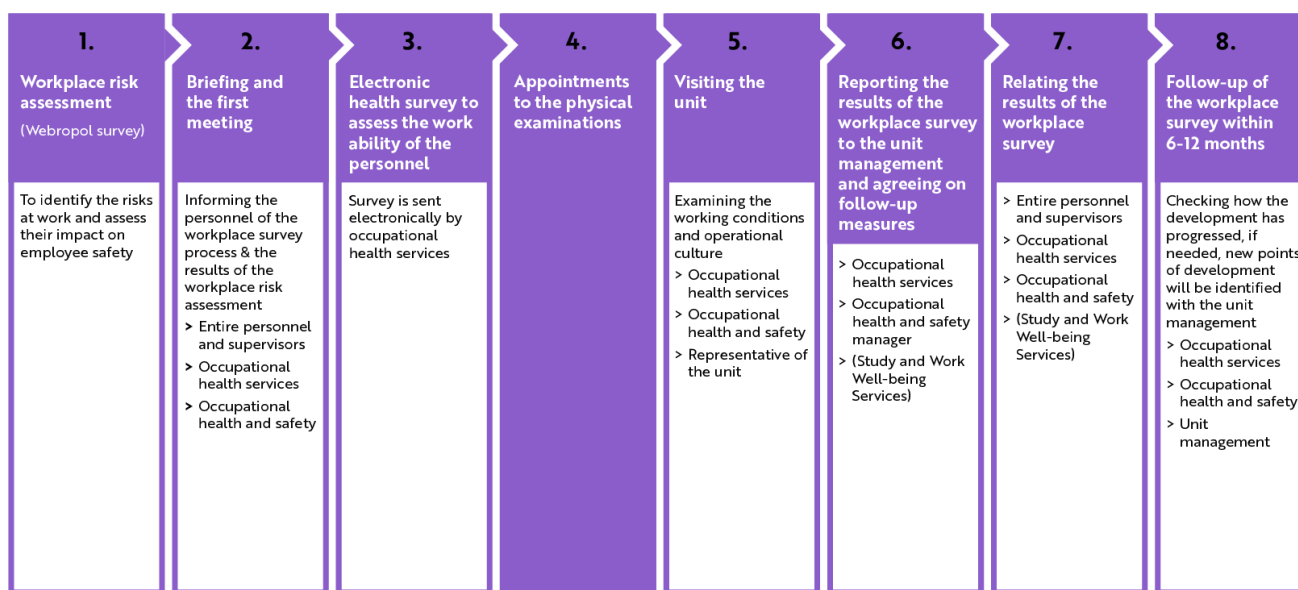 1.
Workplace risk
assessment
(Webropol survey)
To identify the risks
at work and assess
their impact on
employee safety
2.
Briefing and
the first
meeting
Informing the
personnel of the
workplace survey
process & the
results of the
workplace risk
assessment
> Entire personnel
and supervisors
> Occupational
health services
> Occupational
health and safety
3.
Electronic
health survey to
assess the work
ability of the
personnel
Survey is sent
electronically by
occupational
health services
4.
Appointments
to the physical
examinations
5.
Visiting the
unit
Examining the
working conditions
and operational
culture
> Occupational
health services
> Occupational
health and safety
> Representative of
the unit
6.
Reporting the
results of the
workplace survey
to the unit
management
and agreeing on
follow-up
measures
> Occupational
health services
> Occupational
health and safety
manager
> (Study and Work
Well-being
Services)
7.
Relating the
results of the
workplace
survey
> Entire personnel
and supervisors
> Occupational
health services
> Occupational
health and safety
> (Study and Work
Well-being
Services)
8.
Follow-up of
the workplace
survey within
6-12 months
Checking how the
development has
progressed, if
needed, new points
of development
will be identified
with the unit
management
> Occupational
health services
> Occupational
health and safety
> Unit
management